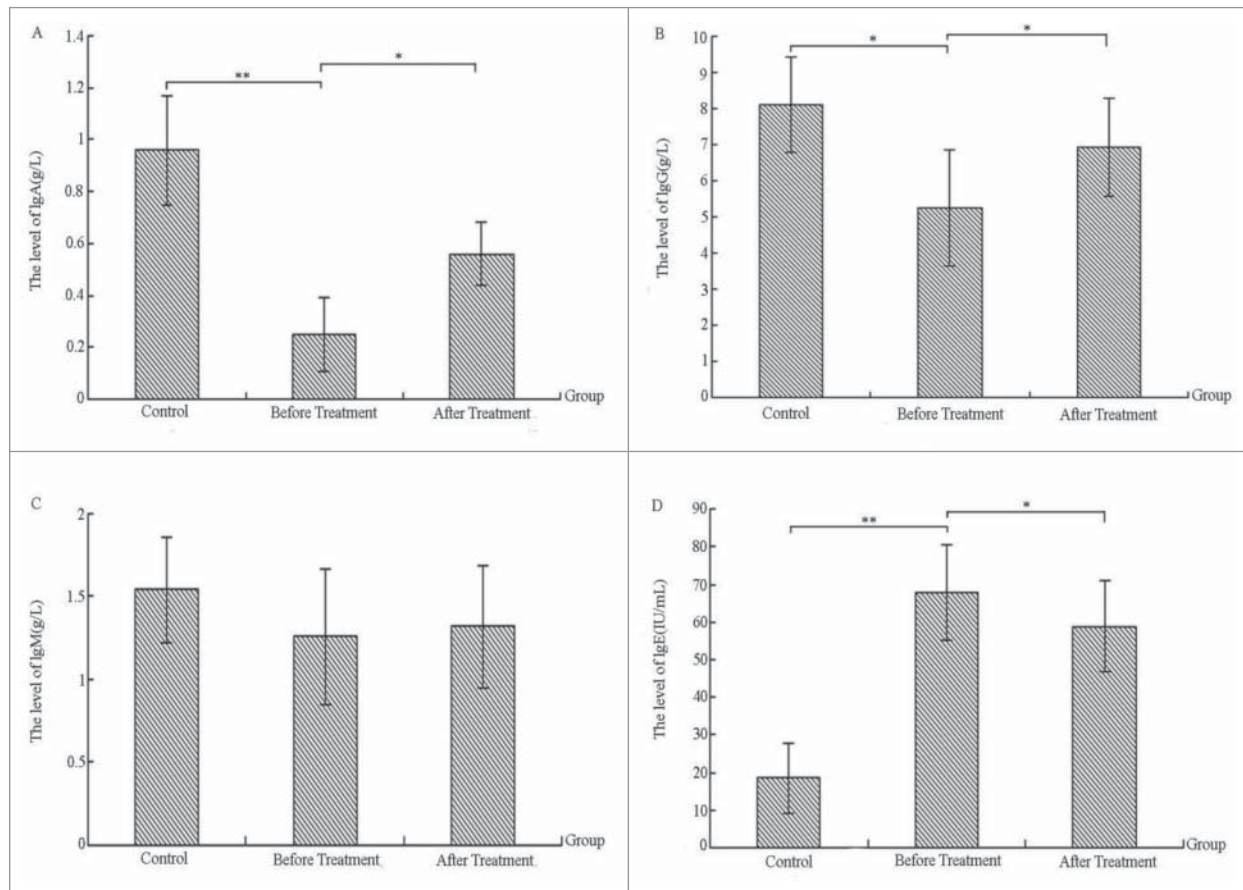 A
The level of IgA(g/L)
1.4
1.2
1
0.8
0.6
0.4
0.2
0
**
*
Control
Before Treatment
After Treatment
Group
B
The level of IgG(g/L)
10
9
8
7
6
5
4
3
2
1
0
*
*
Control
Before Treatment
After Treatment
Group
C
The level of IgM(g/L)
2
1.5
1
0.5
0
Control
Before Treatment
After Treatment
Group
D
The level of IgE(IU/mL)
90
80
70
60
50
40
30
20
10
0
**
*
Control
Before Treatment
After Treatment
Group